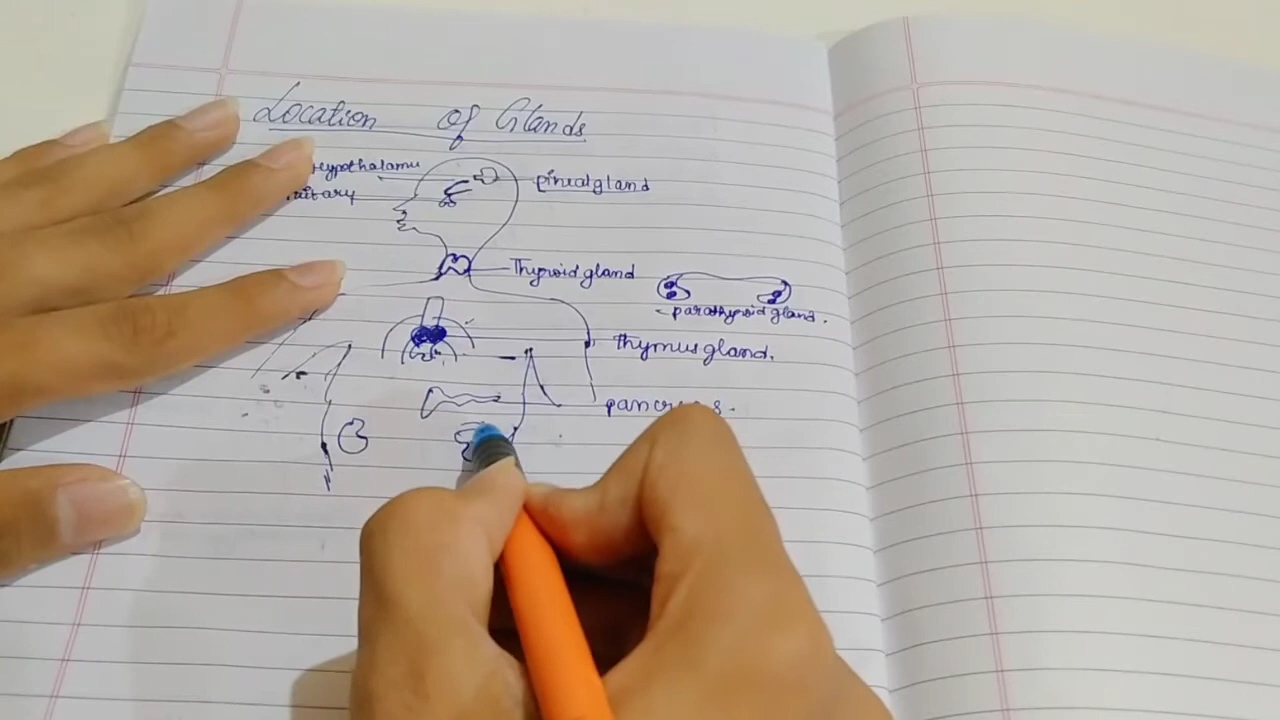 Location of Glands
Hypothalamu
pinealgland
Thyroid gland
parathyroid gland.
Thymus gland.